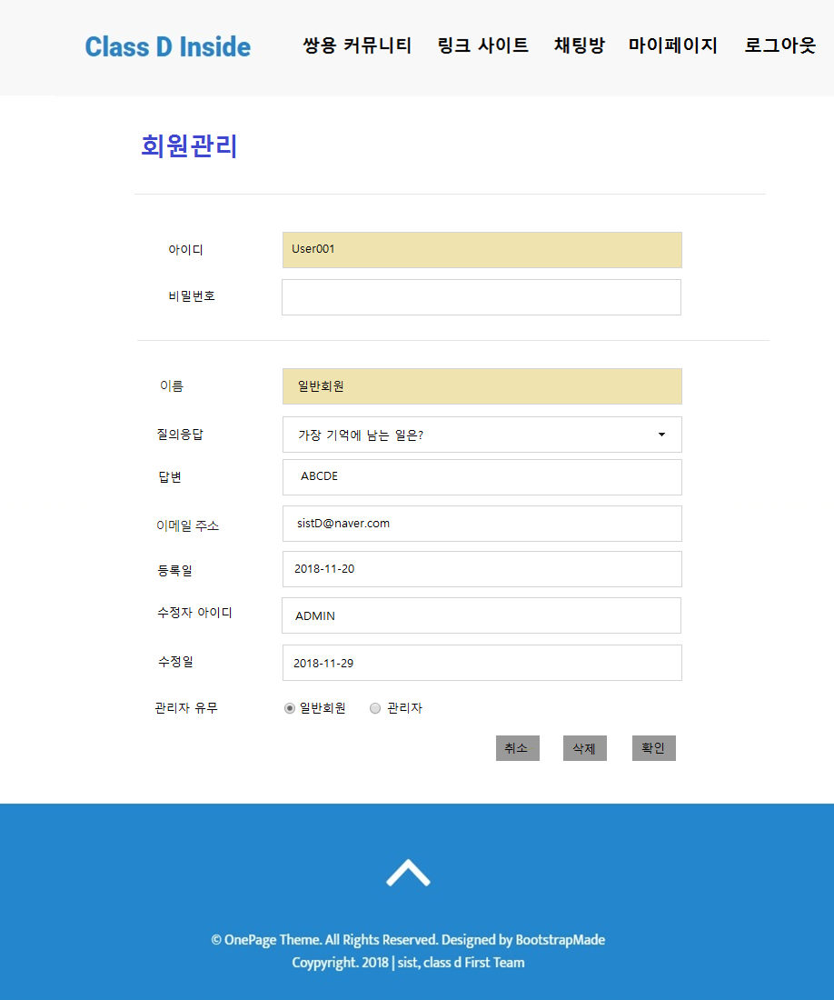 Class D Inside 쌍용 커뮤니티 링크 사이트 채팅방 마이페이지 로그아웃
회원관리
아이디 User001
비밀번호
이름 일반회원
질의응답 가장 기억에 남는 일은?
답변 ABCDE
이메일 주소 sistD@naver.com
등록일 2018-11-20
수정자 아이디 ADMIN
수정일 2018-11-29
관리자 유무 일반회원 관리자
취소 삭제 확인
© OnePage Theme. All Rights Reserved. Designed by BootstrapMade
Coypyright. 2018 | sist, class d First Team